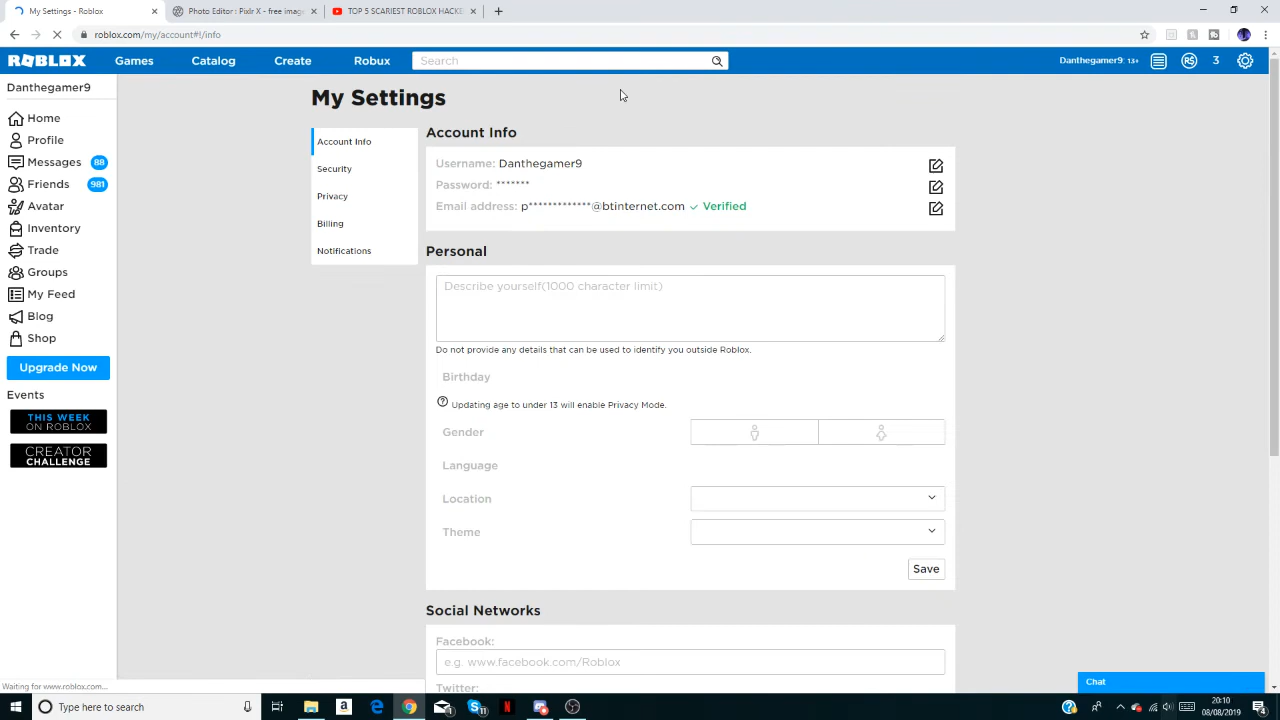 My Settings - Roblox
Photo Editor : Pixlr X - free imag
TOP 5 SCARIEST ROBLOX HACKE
roblox.com/my/account#!/info
ROBLOX
Games
Catalog
Create
Robux
Search
Danthegamer9: 13+
R$
3
Danthegamer9
Home
Profile
Messages 88
Friends 981
Avatar
Inventory
Trade
Groups
My Feed
Blog
Shop
Upgrade Now
Events
THIS WEEK
ON ROBLOX
CREATOR
CHALLENGE
My Settings
Account Info
Security
Privacy
Billing
Notifications
Account Info
Username: Danthegamer9
Password: *******
Email address: p*************@btinternet.com Verified
Personal
Describe yourself(1000 character limit)
Do not provide any details that can be used to identify you outside Roblox.
Birthday
Updating age to under 13 will enable Privacy Mode.
Gender
Language
Location
Theme
Save
Social Networks
Facebook:
e.g. www.facebook.com/Roblox
Twitter:
Chat
Waiting for www.roblox.com...
Type here to search
20:10
08/08/2019